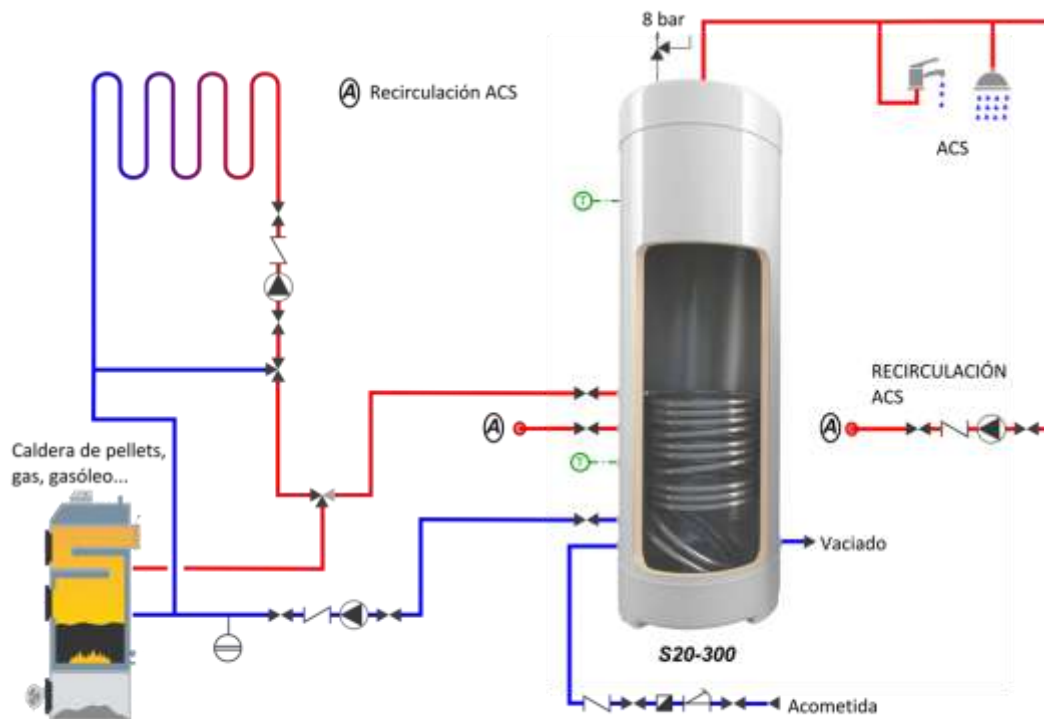 8 bar
A Recirculación ACS
ACS
T
RECIRCULACIÓN
ACS
A
A
Caldera de pellets,
gas, gasóleo...
T
Vaciado
S20-300
Acometida